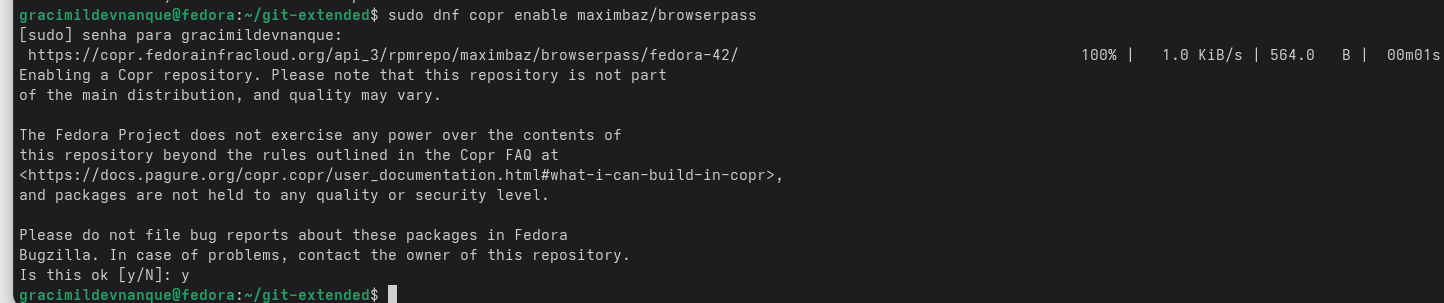 gracimildevnanque@fedora:~/git-extended$ sudo dnf copr enable maximbaz/browserpass
[sudo] senha para gracimildevnanque:
 https://copr.fedorainfracloud.org/api_3/rpmrepo/maximbaz/browserpass/fedora-42/ 100% | 1.0 KiB/s | 564.0 B | 00m01s
Enabling a Copr repository. Please note that this repository is not part
of the main distribution, and quality may vary.

The Fedora Project does not exercise any power over the contents of
this repository beyond the rules outlined in the Copr FAQ at
<https://docs.pagure.org/copr.copr/user_documentation.html#what-i-can-build-in-copr>,
and packages are not held to any quality or security level.

Please do not file bug reports about these packages in Fedora
Bugzilla. In case of problems, contact the owner of this repository.
Is this ok [y/N]: y
gracimildevnanque@fedora:~/git-extended$